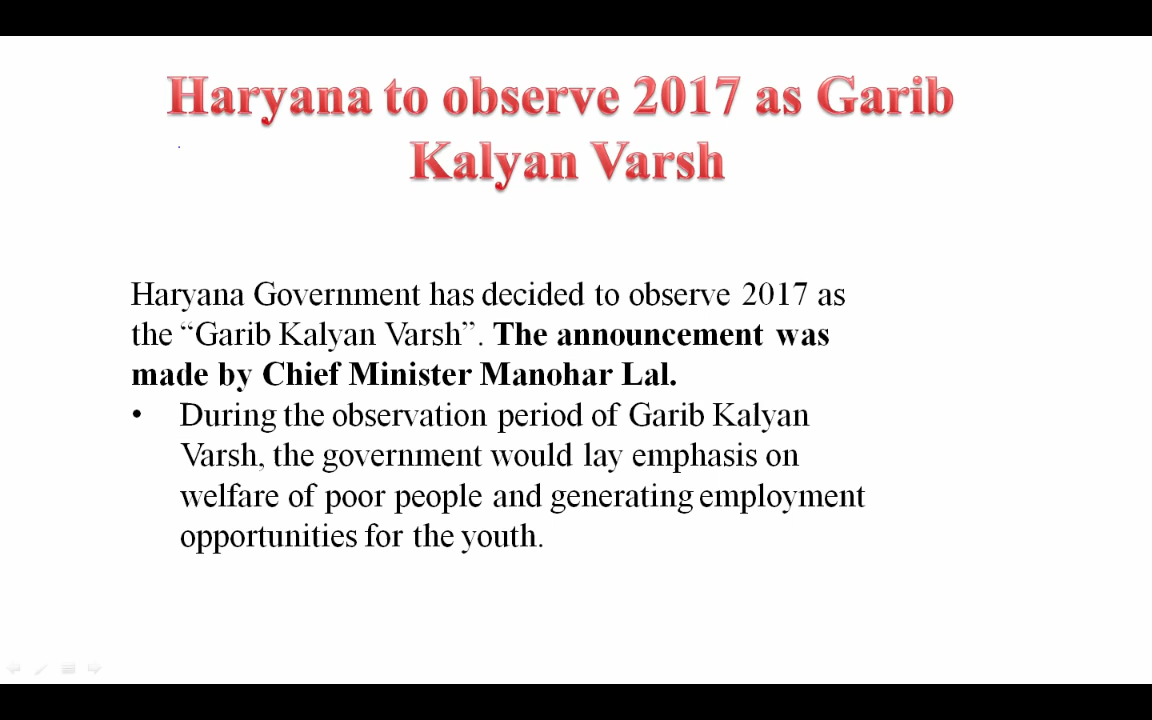 Haryana to observe 2017 as Garib
Kalyan Varsh
Haryana Government has decided to observe 2017 as
the “Garib Kalyan Varsh”. The announcement was
made by Chief Minister Manohar Lal.
• During the observation period of Garib Kalyan
Varsh, the government would lay emphasis on
welfare of poor people and generating employment
opportunities for the youth.